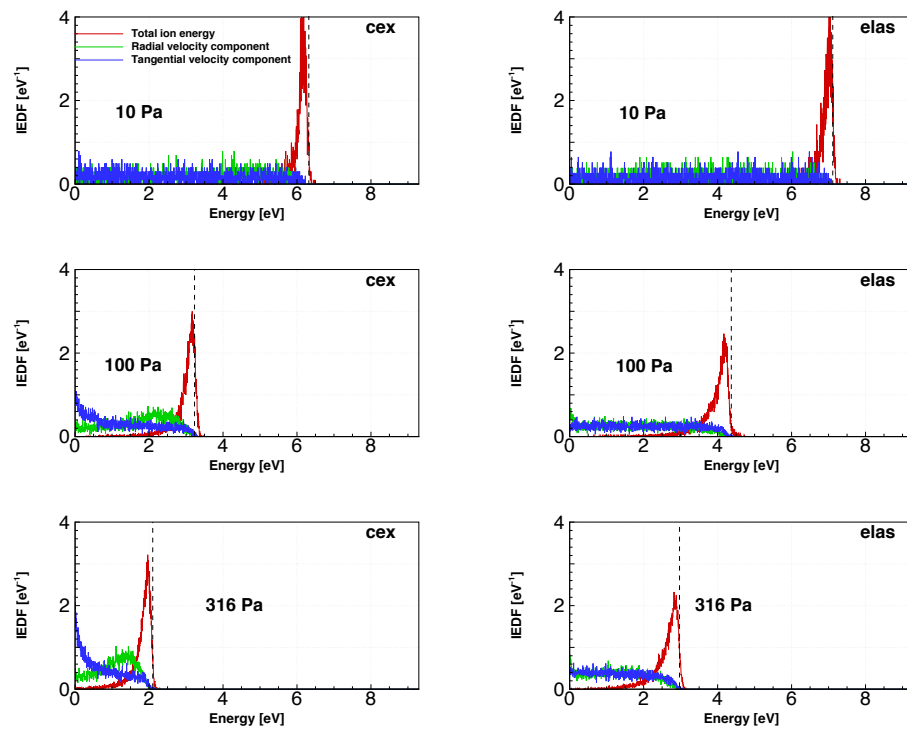 cex
Total ion energy
Radial velocity component
Tangential velocity component
10 Pa
IEDF [eV⁻¹]
0 2 4
0 2 4 6 8
Energy [eV]
elas
10 Pa
IEDF [eV⁻¹]
0 2 4
0 2 4 6 8
Energy [eV]
cex
100 Pa
IEDF [eV⁻¹]
0 2 4
0 2 4 6 8
Energy [eV]
elas
100 Pa
IEDF [eV⁻¹]
0 2 4
0 2 4 6 8
Energy [eV]
cex
316 Pa
IEDF [eV⁻¹]
0 2 4
0 2 4 6 8
Energy [eV]
elas
316 Pa
IEDF [eV⁻¹]
0 2 4
0 2 4 6 8
Energy [eV]